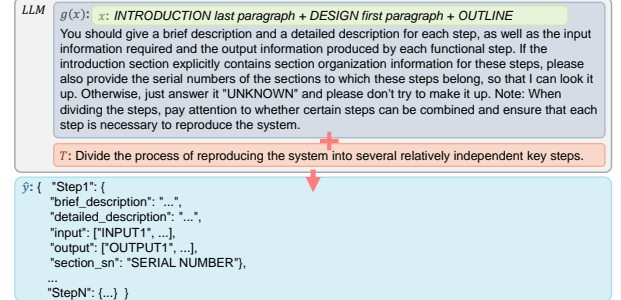 LLM
g(x): x: INTRODUCTION last paragraph + DESIGN first paragraph + OUTLINE
You should give a brief description and a detailed description for each step, as well as the input
information required and the output information produced by each functional step. If the
introduction section explicitly contains section organization information for these steps, please
also provide the serial numbers of the sections to which these steps belong, so that I can look it
up. Otherwise, just answer it "UNKNOWN" and please don't try to make it up. Note: When
dividing the steps, pay attention to whether certain steps can be combined and ensure that each
step is necessary to reproduce the system.
+
T: Divide the process of reproducing the system into several relatively independent key steps.
ŷ: { "Step1": {
"brief_description": "...",
"detailed_description": "...",
"input": ["INPUT1", ...],
"output": ["OUTPUT1", ...],
"section_sn": "SERIAL NUMBER"},
...
"StepN": {...} }